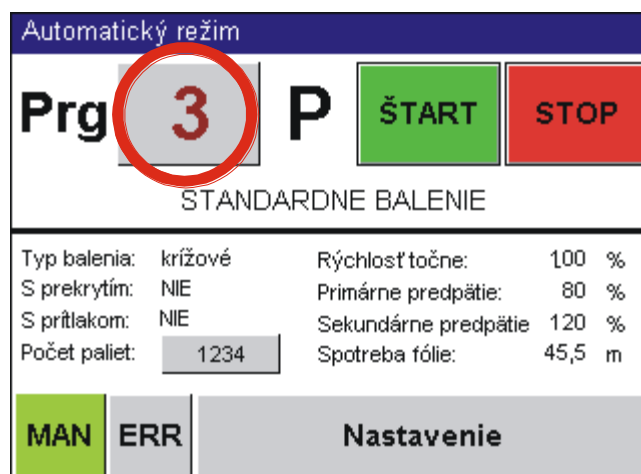 Automatický režim
Prg 3 P ŠTART STOP
STANDARDNE BALENIE
Typ balenia: krížové Rýchlosť točne: 100 %
S prekrytím: NIE Primárne predpätie: 80 %
S prítlakom: NIE Sekundárne predpätie 120 %
Počet paliet: 1234 Spotreba fólie: 45,5 m
MAN ERR Nastavenie